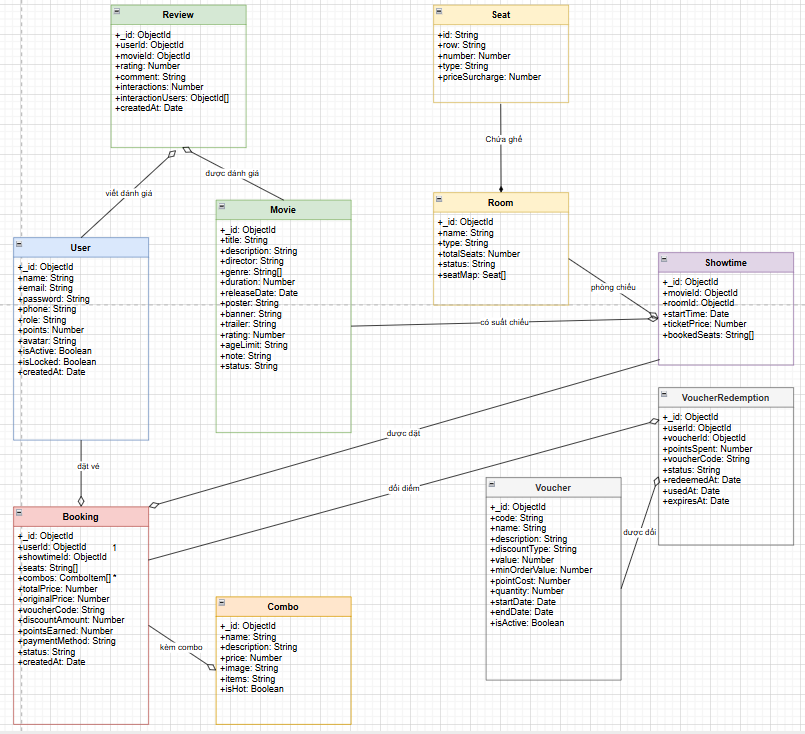 Review
+_id: ObjectId
+userId: ObjectId
+movieId: ObjectId
+rating: Number
+comment: String
+interactions: Number
+interactionUsers: ObjectId[]
+createdAt: Date
Seat
+id: String
+row: String
+number: Number
+type: String
+priceSurcharge: Number
Chứa ghế
viết đánh giá
được đánh giá
Movie
+_id: ObjectId
+title: String
+description: String
+director: String
+genre: String[]
+duration: Number
+releaseDate: Date
+poster: String
+banner: String
+trailer: String
+rating: Number
+ageLimit: String
+note: String
+status: String
Room
+_id: ObjectId
+name: String
+type: String
+totalSeats: Number
+status: String
+seatMap: Seat[]
User
+_id: ObjectId
+name: String
+email: String
+password: String
+phone: String
+role: String
+points: Number
+avatar: String
+isActive: Boolean
+isLocked: Boolean
+createdAt: Date
Showtime
+_id: ObjectId
+movieId: ObjectId
+roomId: ObjectId
+startTime: Date
+ticketPrice: Number
+bookedSeats: String[]
phòng chiếu
có suất chiếu
VoucherRedemption
+_id: ObjectId
+userId: ObjectId
+voucherId: ObjectId
+pointsSpent: Number
+voucherCode: String
+status: String
+redeemedAt: Date
+usedAt: Date
+expiresAt: Date
được đặt
đặt vé
đổi điểm
được đổi
Voucher
+_id: ObjectId
+code: String
+name: String
+description: String
+discountType: String
+value: Number
+minOrderValue: Number
+pointCost: Number
+quantity: Number
+startDate: Date
+endDate: Date
+isActive: Boolean
Booking
+_id: ObjectId
+userId: ObjectId 1
+showtimeId: ObjectId
+seats: String[]
+combos: ComboItem[] *
+totalPrice: Number
+originalPrice: Number
+voucherCode: String
+discountAmount: Number
+pointsEarned: Number
+paymentMethod: String
+status: String
+createdAt: Date
kèm combo
Combo
+_id: ObjectId
+name: String
+description: String
+price: Number
+image: String
+items: String
+isHot: Boolean